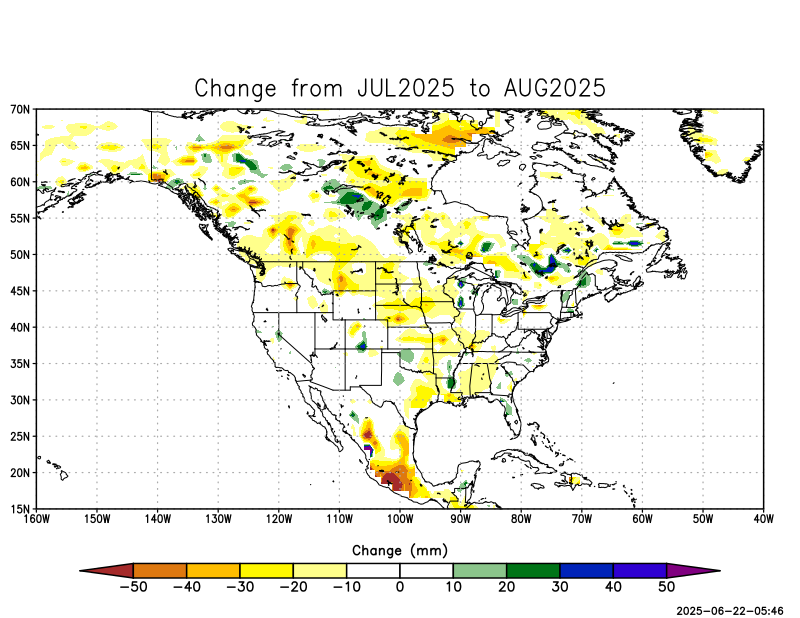 Change from JUL2025 to AUG2025
70N
65N
60N
55N
50N
45N
40N
35N
30N
25N
20N
15N
160W 150W 140W 130W 120W 110W 100W 90W 80W 70W 60W 50W 40W
Change (mm)
−50 −40 −30 −20 −10 0 10 20 30 40 50
2025-06-22-05:46